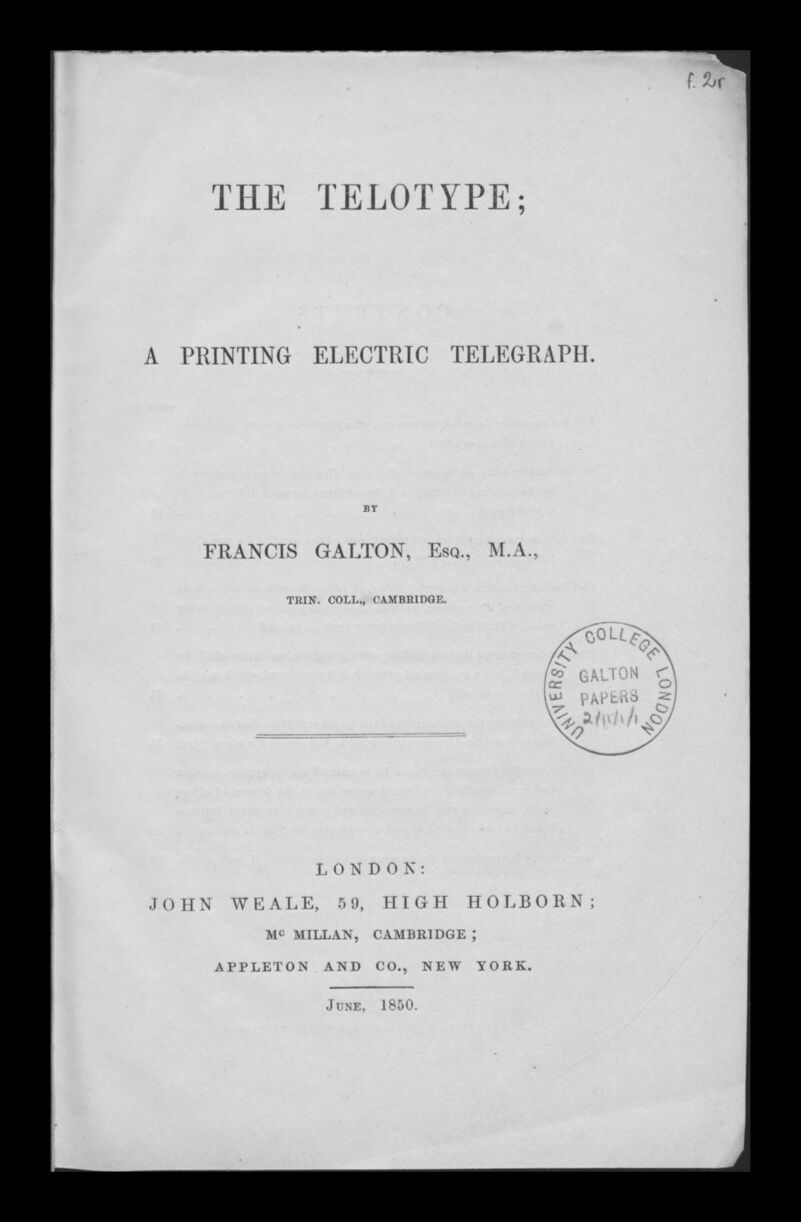 f. 2r
THE TELOTYPE;
A PRINTING ELECTRIC TELEGRAPH.
BY
FRANCIS GALTON, Esq., M.A.,
TRIN. COLL., CAMBRIDGE.
UNIVERSITY COLLEGE LONDON
GALTON
PAPERS
LONDON:
JOHN WEALE, 59, HIGH HOLBORN;
Mc MILLAN, CAMBRIDGE;
APPLETON AND CO., NEW YORK.
June, 1850.